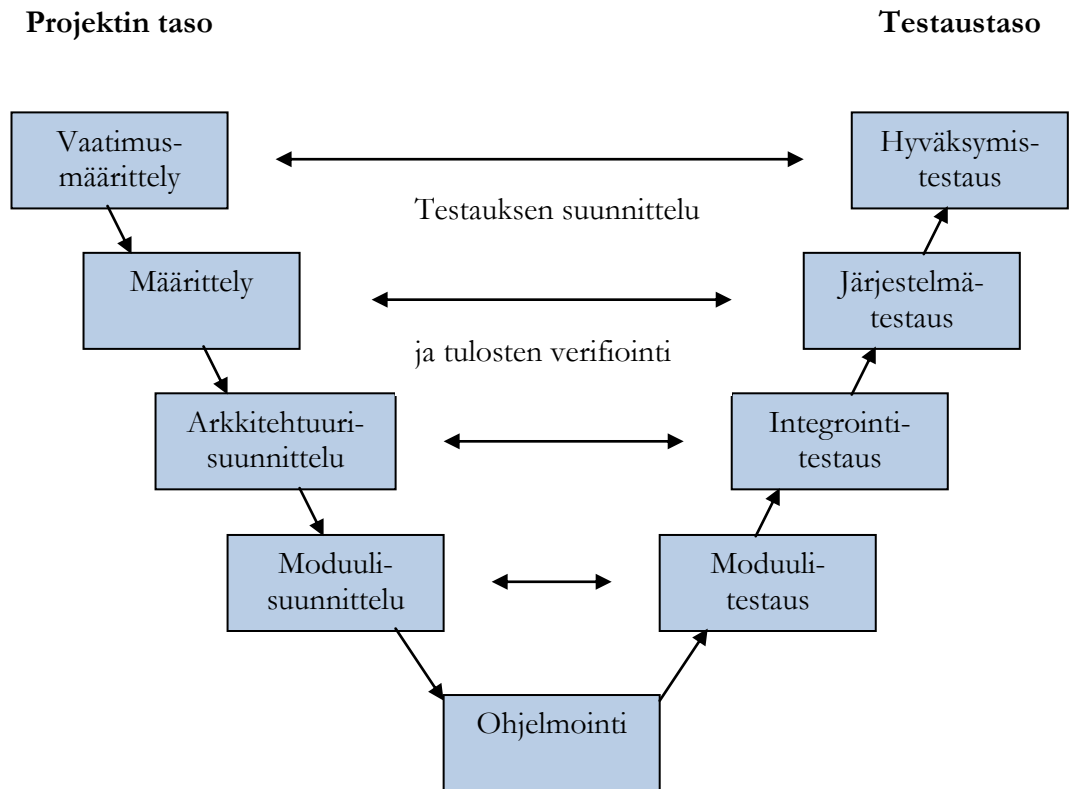 Projektin taso
Testaustaso
Vaatimus-
määrittely
Hyväksymis-
testaus
Testauksen suunnittelu
Määrittely
Järjestelmä-
testaus
ja tulosten verifiointi
Arkkitehtuuri-
suunnittelu
Integrointi-
testaus
Moduuli-
suunnittelu
Moduuli-
testaus
Ohjelmointi